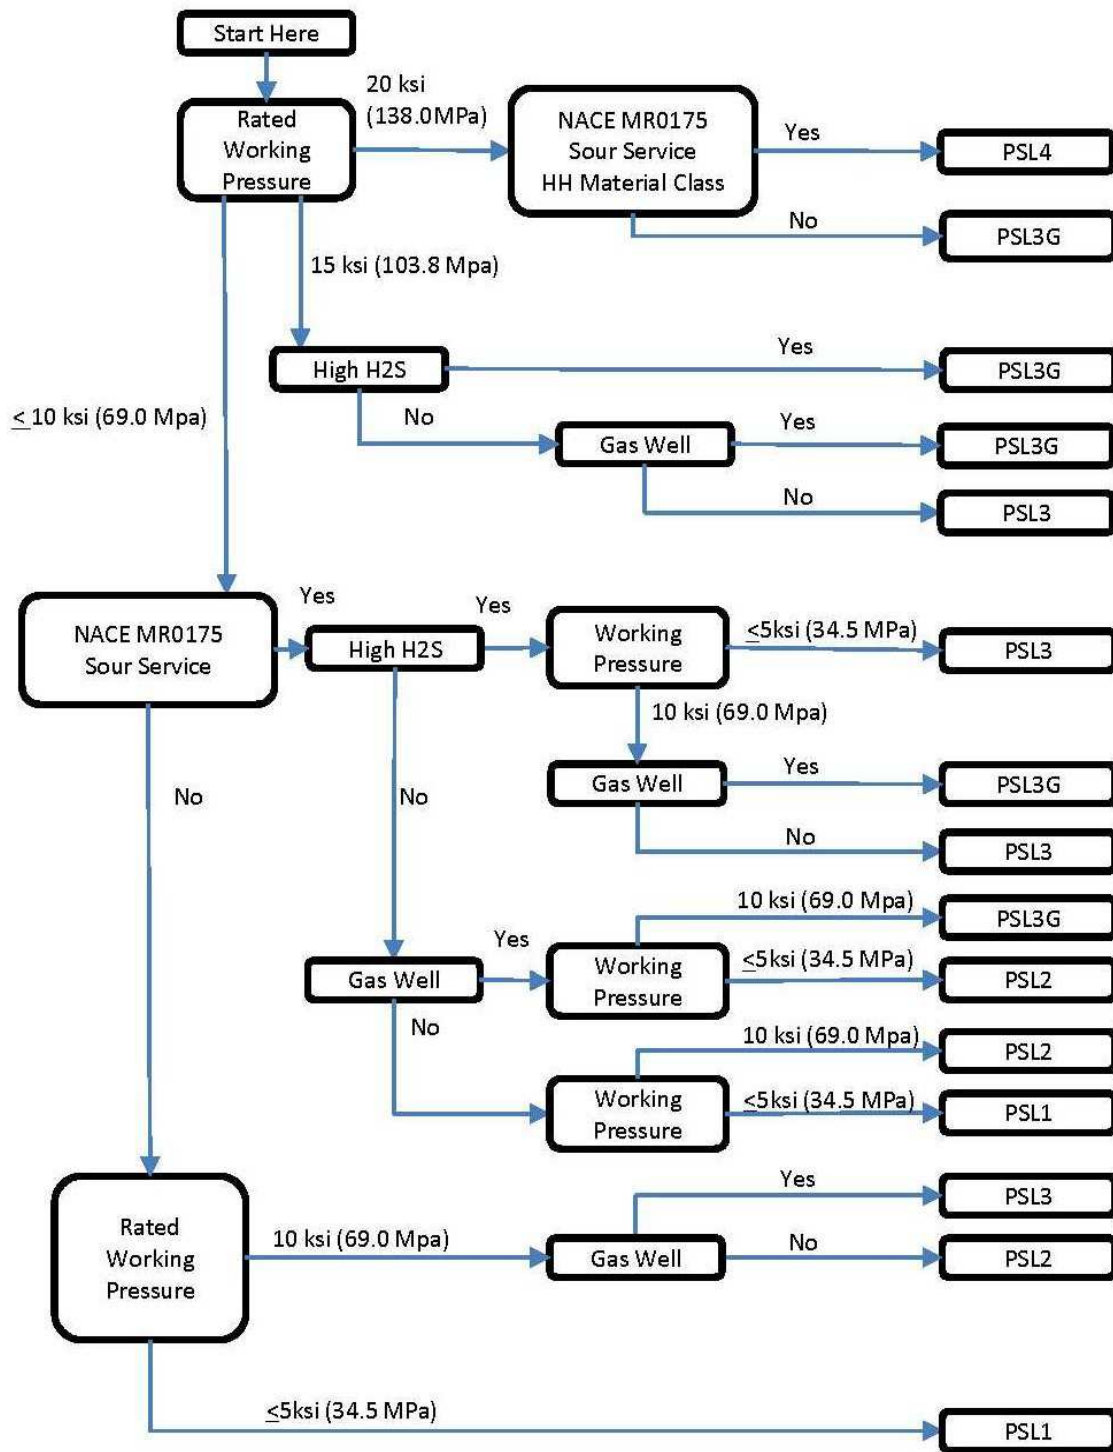 Start Here
20 ksi
(138.0MPa)
Rated
Working
Pressure
NACE MR0175
Sour Service
HH Material Class
Yes
PSL4
No
PSL3G
15 ksi (103.8 Mpa)
High H2S
Yes
PSL3G
≤ 10 ksi (69.0 Mpa)
No
Gas Well
Yes
PSL3G
No
PSL3
NACE MR0175
Sour Service
Yes
High H2S
Yes
Working
Pressure
≤5ksi (34.5 MPa)
PSL3
10 ksi (69.0 Mpa)
No
No
Gas Well
Yes
PSL3G
No
PSL3
10 ksi (69.0 Mpa)
PSL3G
Gas Well
Yes
Working
Pressure
≤5ksi (34.5 MPa)
PSL2
No
10 ksi (69.0 Mpa)
PSL2
Working
Pressure
≤5ksi (34.5 MPa)
PSL1
Rated
Working
Pressure
10 ksi (69.0 Mpa)
Gas Well
Yes
PSL3
No
PSL2
≤5ksi (34.5 MPa)
PSL1